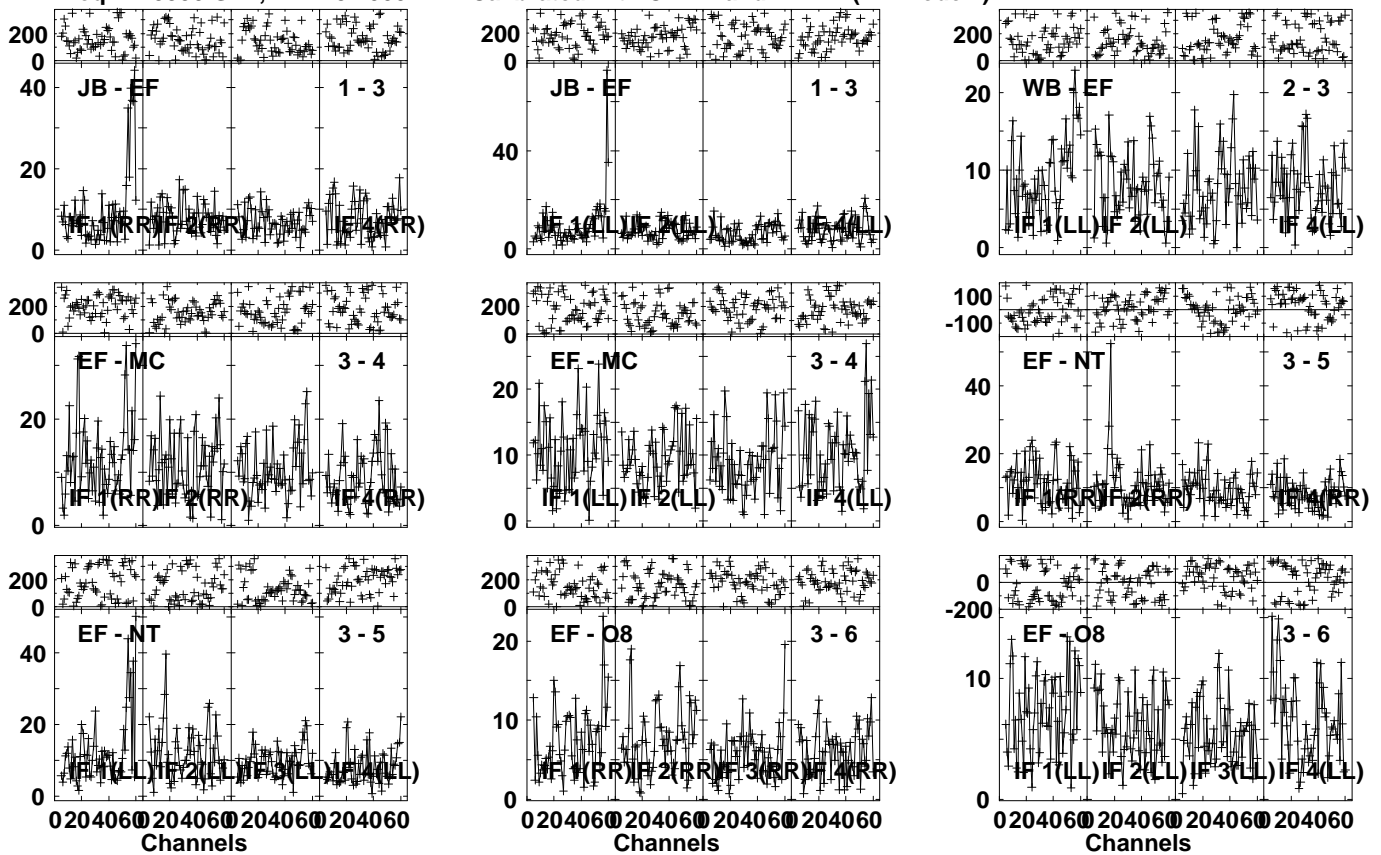 200
0
JB - EF 1 - 3
40
20
0
IF 1(RR) IF 2(RR) IF 4(RR)
200
0
JB - EF 1 - 3
40
0
IF 1(LL) IF 2(LL) IF 4(LL)
200
0
WB - EF 2 - 3
20
10
0
IF 1(LL) IF 2(LL) IF 4(LL)
200
0
EF - MC 3 - 4
20
0
IF 1(RR) IF 2(RR) IF 4(RR)
200
0
EF - MC 3 - 4
20
10
0
IF 1(LL) IF 2(LL) IF 4(LL)
100
-100
EF - NT 3 - 5
40
20
0
IF 1(RR) IF 2(RR) IF 4(RR)
200
0
EF - NT 3 - 5
40
20
0
IF 1(LL) IF 2(LL) IF 3(LL) IF 4(LL)
0 20 40 60 0 20 40 60 0 20 40 60 0 20 40 60
Channels
200
0
EF - O8 3 - 6
20
10
0
IF 1(RR) IF 2(RR) IF 3(RR) IF 4(RR)
0 20 40 60 0 20 40 60 0 20 40 60 0 20 40 60
Channels
0
-200
EF - O8 3 - 6
10
0
IF 1(LL) IF 2(LL) IF 3(LL) IF 4(LL)
0 20 40 60 0 20 40 60 0 20 40 60 0 20 40 60
Channels